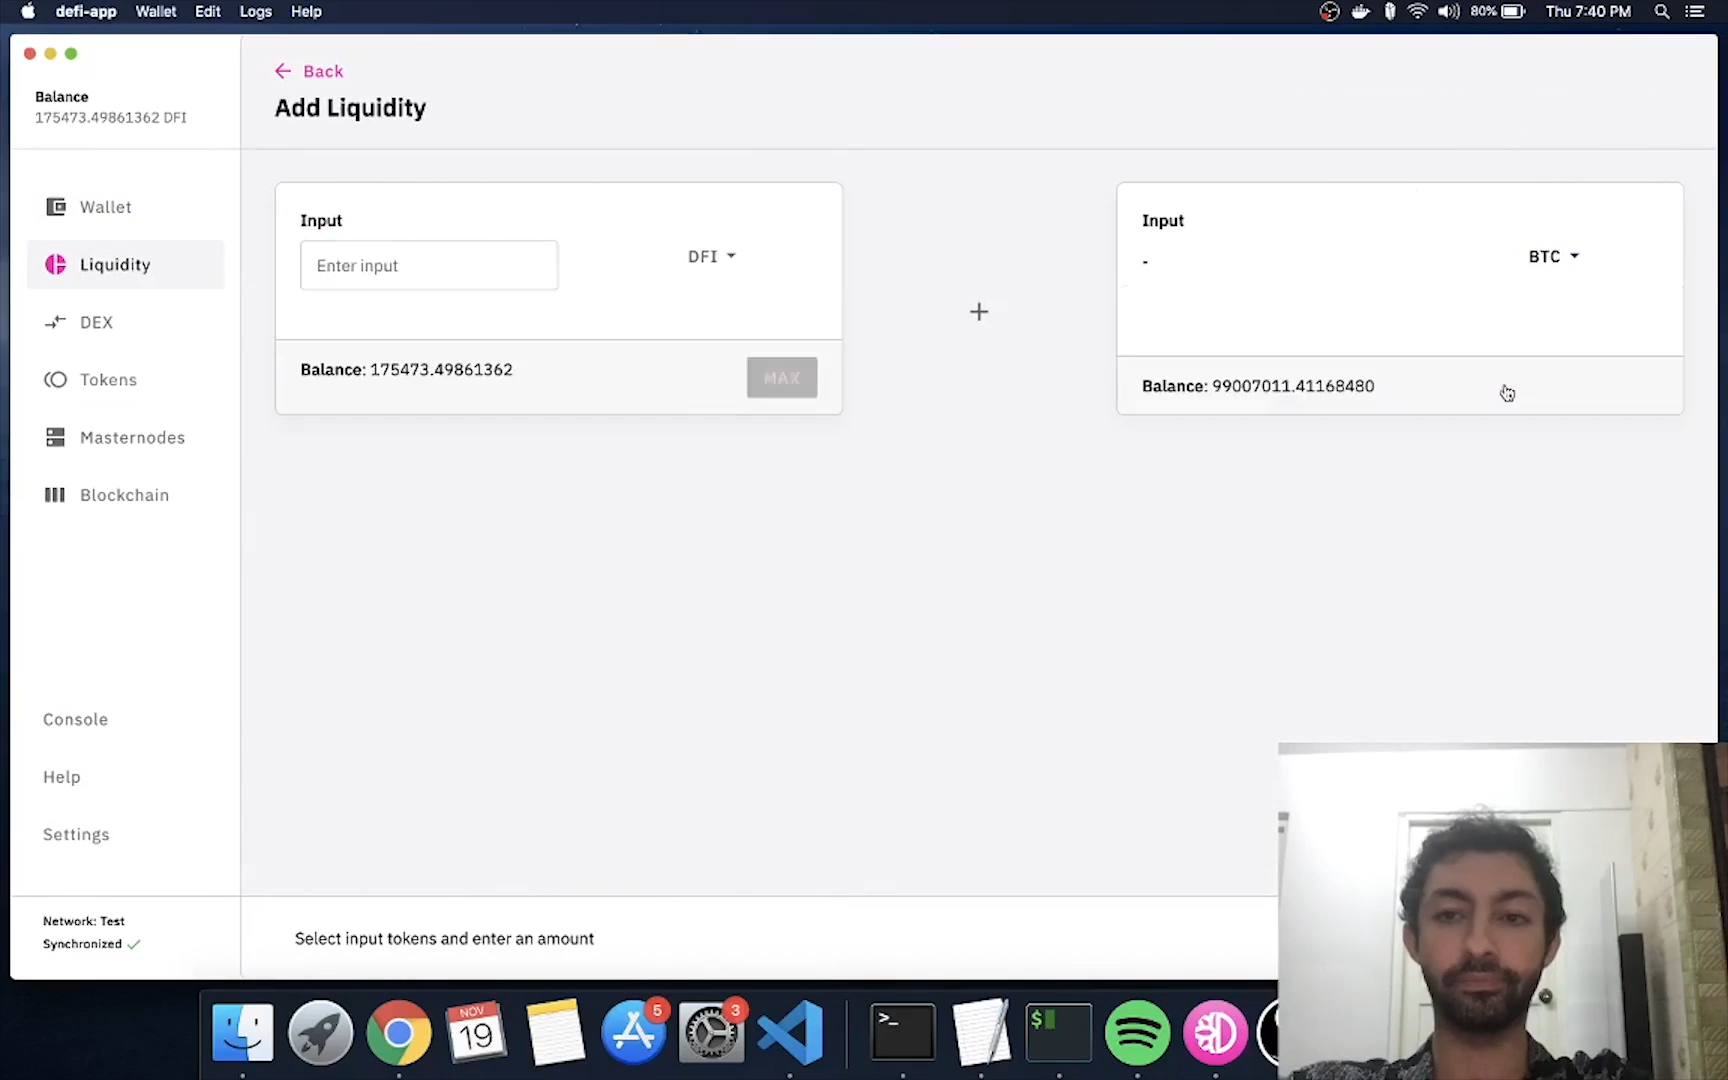 defi-app Wallet Edit Logs Help
80% Thu 7:40 PM
Balance
175473.49861362 DFI
Wallet
Liquidity
DEX
Tokens
Masternodes
Blockchain
Console
Help
Settings
Network: Test
Synchronized
Back
Add Liquidity
Input
Enter input
DFI
Balance: 175473.49861362
MAX
+
Input
-
BTC
Balance: 99007011.41168480
Select input tokens and enter an amount
NOV
19
5
3
>_
$